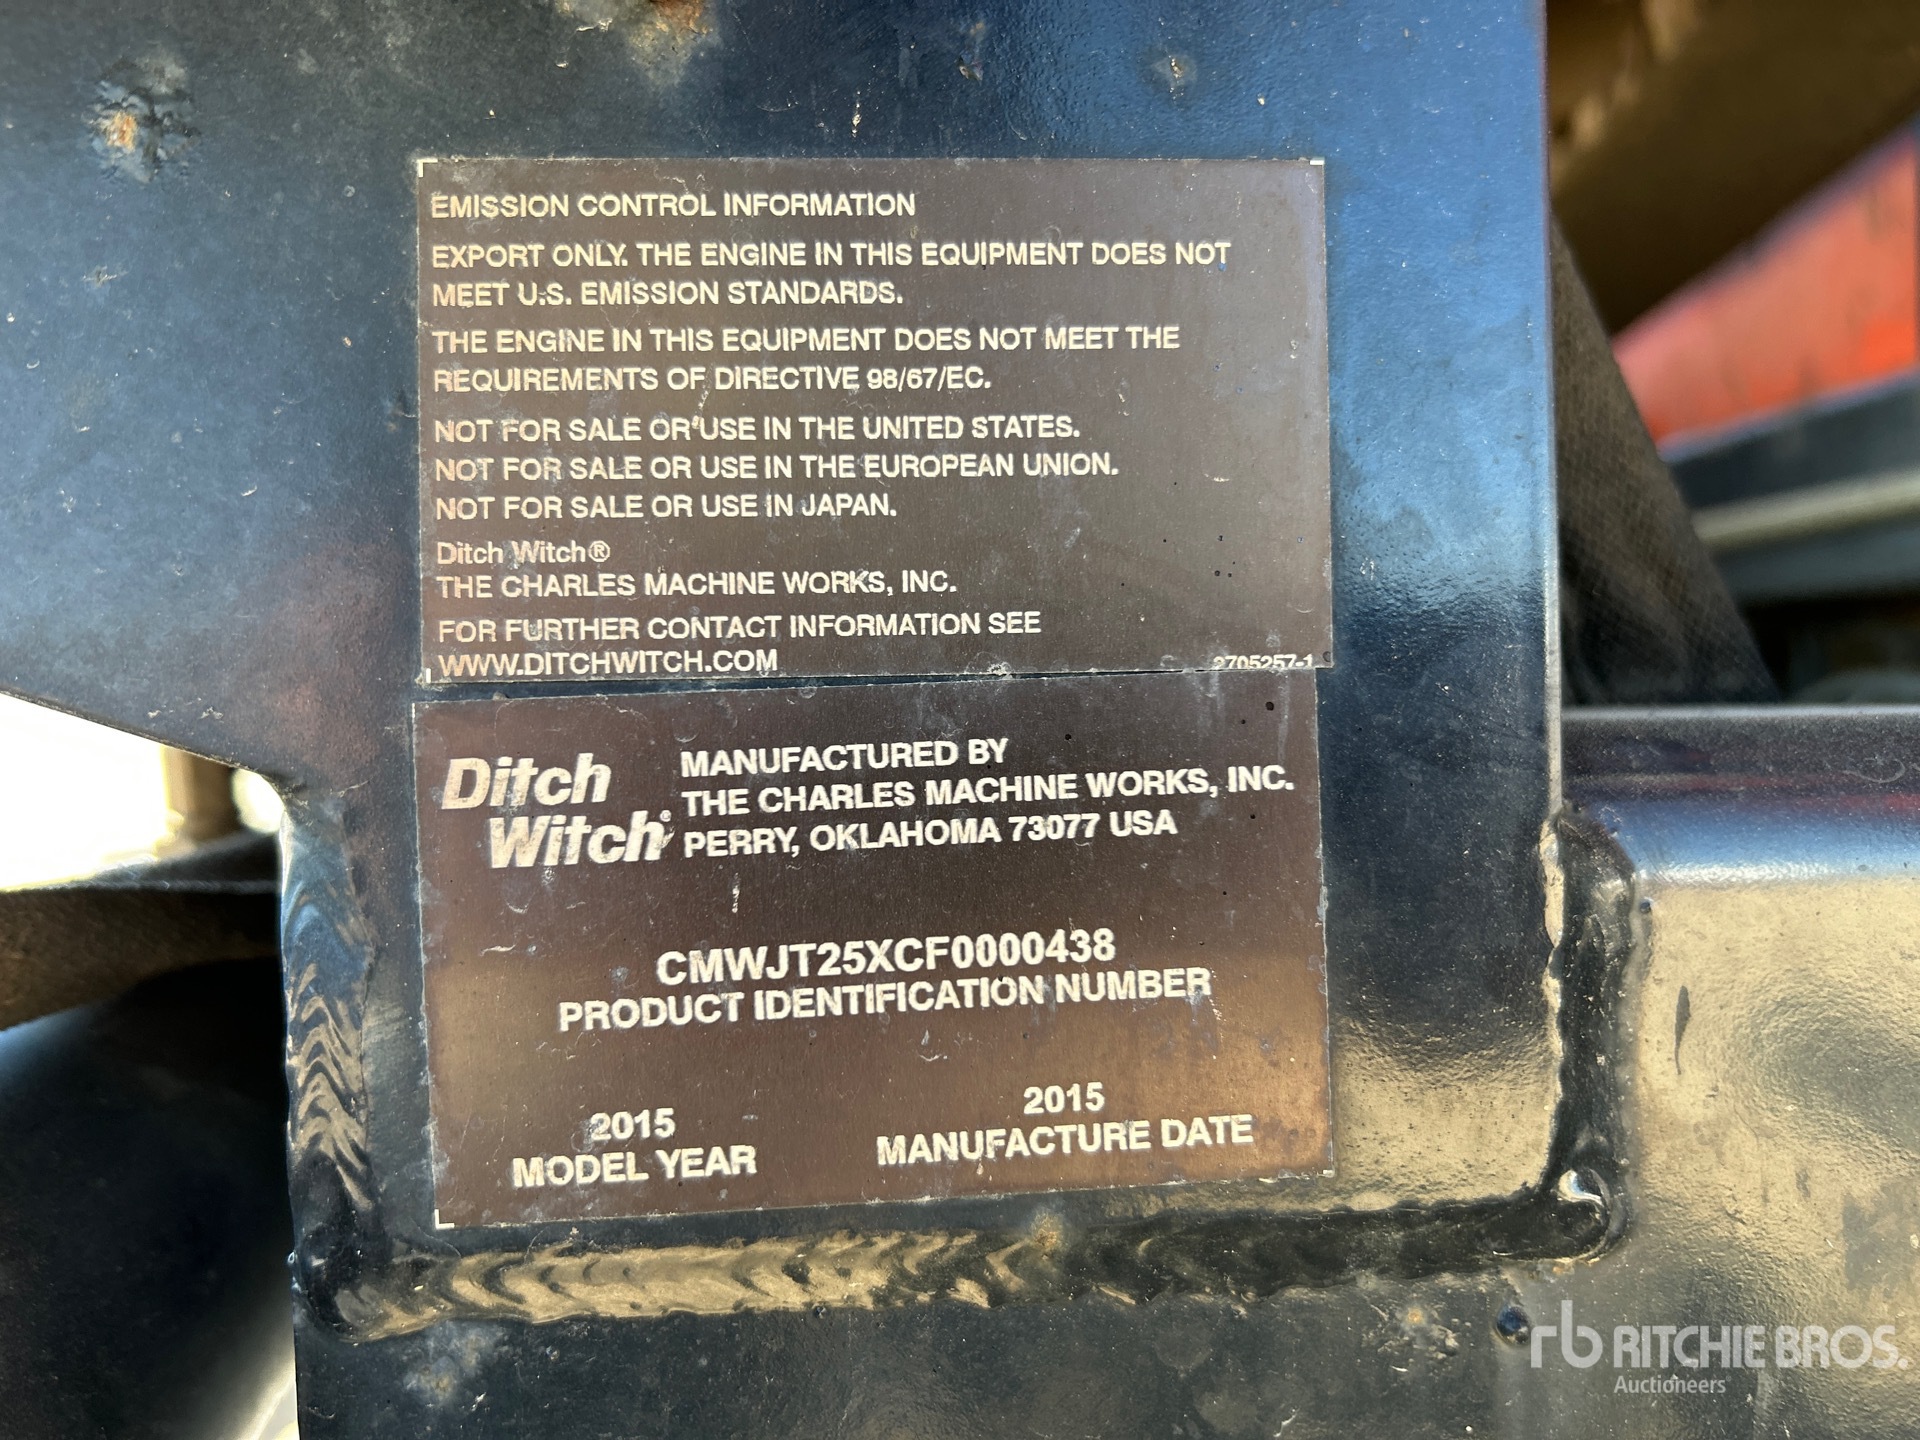 EMISSION CONTROL INFORMATION
EXPORT ONLY. THE ENGINE IN THIS EQUIPMENT DOES NOT
MEET U.S. EMISSION STANDARDS.
THE ENGINE IN THIS EQUIPMENT DOES NOT MEET THE
REQUIREMENTS OF DIRECTIVE 98/67/EC.
NOT FOR SALE OR USE IN THE UNITED STATES.
NOT FOR SALE OR USE IN THE EUROPEAN UNION.
NOT FOR SALE OR USE IN JAPAN.
Ditch Witch®
THE CHARLES MACHINE WORKS, INC.
FOR FURTHER CONTACT INFORMATION SEE
WWW.DITCHWITCH.COM
2705257-1
Ditch
Witch®
MANUFACTURED BY
THE CHARLES MACHINE WORKS, INC.
PERRY, OKLAHOMA 73077 USA
CMWJT25XCF0000438
PRODUCT IDENTIFICATION NUMBER
2015
MODEL YEAR
2015
MANUFACTURE DATE
rb RITCHIE BROS.
Auctioneers